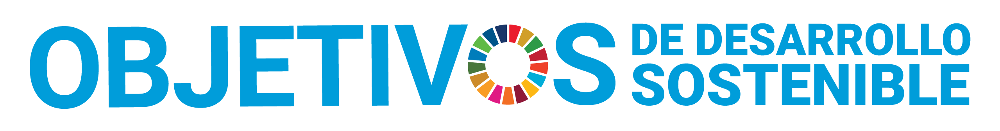 OBJETIVOS
DE DESARROLLO
SOSTENIBLE